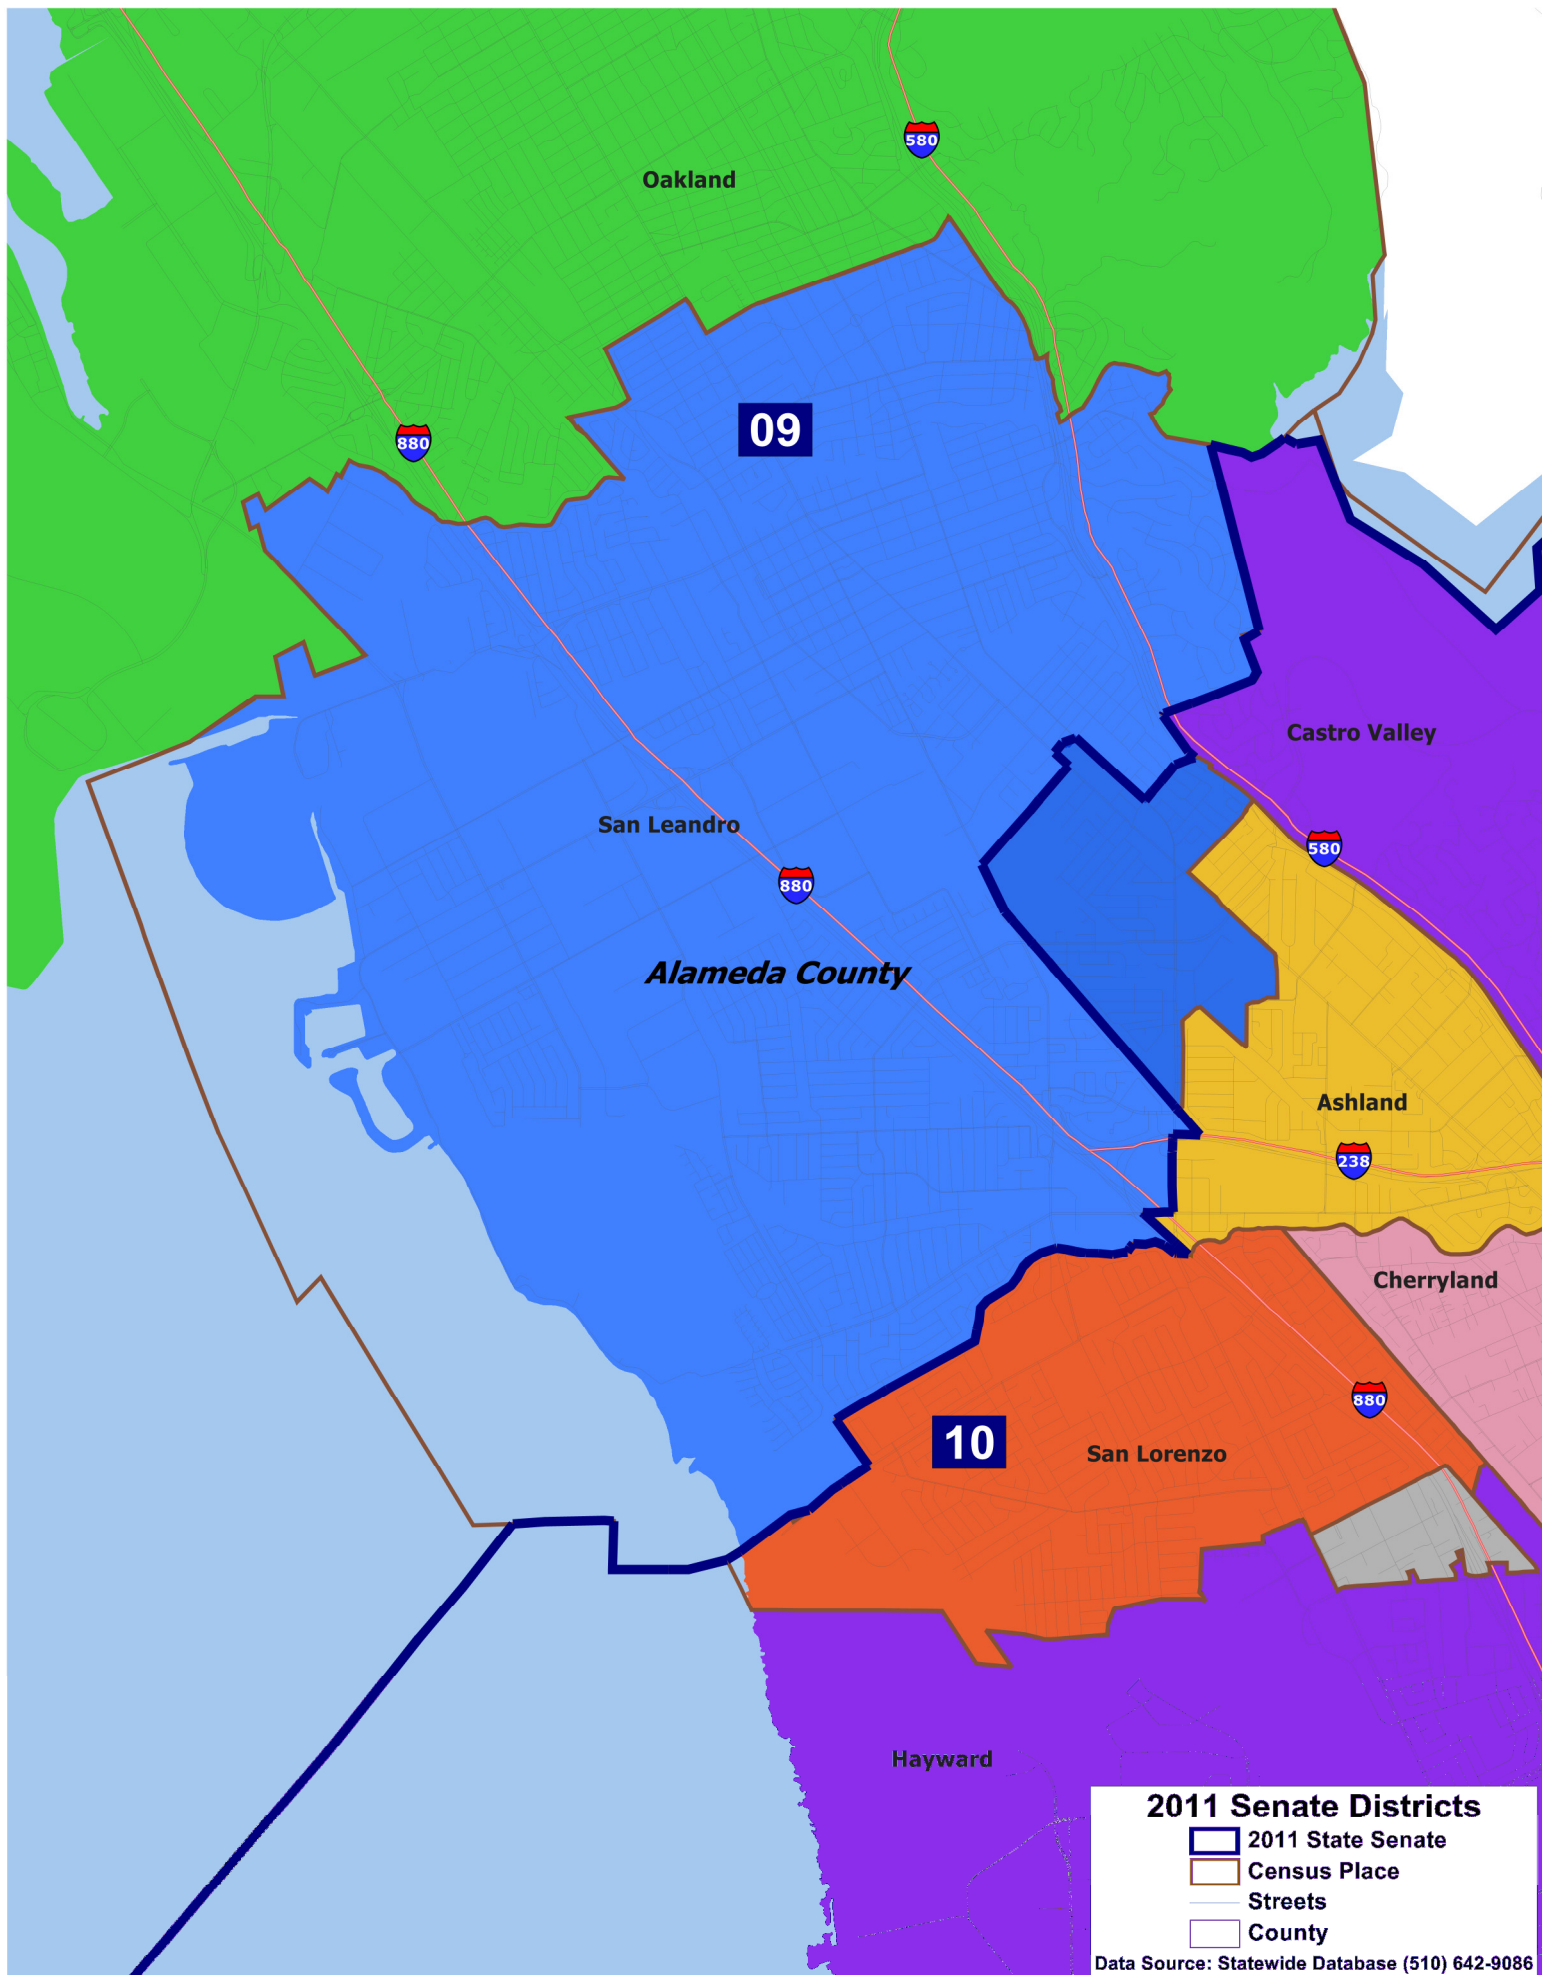 580
Oakland
09
880
Castro Valley
San Leandro
580
880
Alameda County
Ashland
238
Cherryland
880
10
San Lorenzo
Hayward
2011 Senate Districts
2011 State Senate
Census Place
Streets
County
Data Source: Statewide Database (510) 642-9086